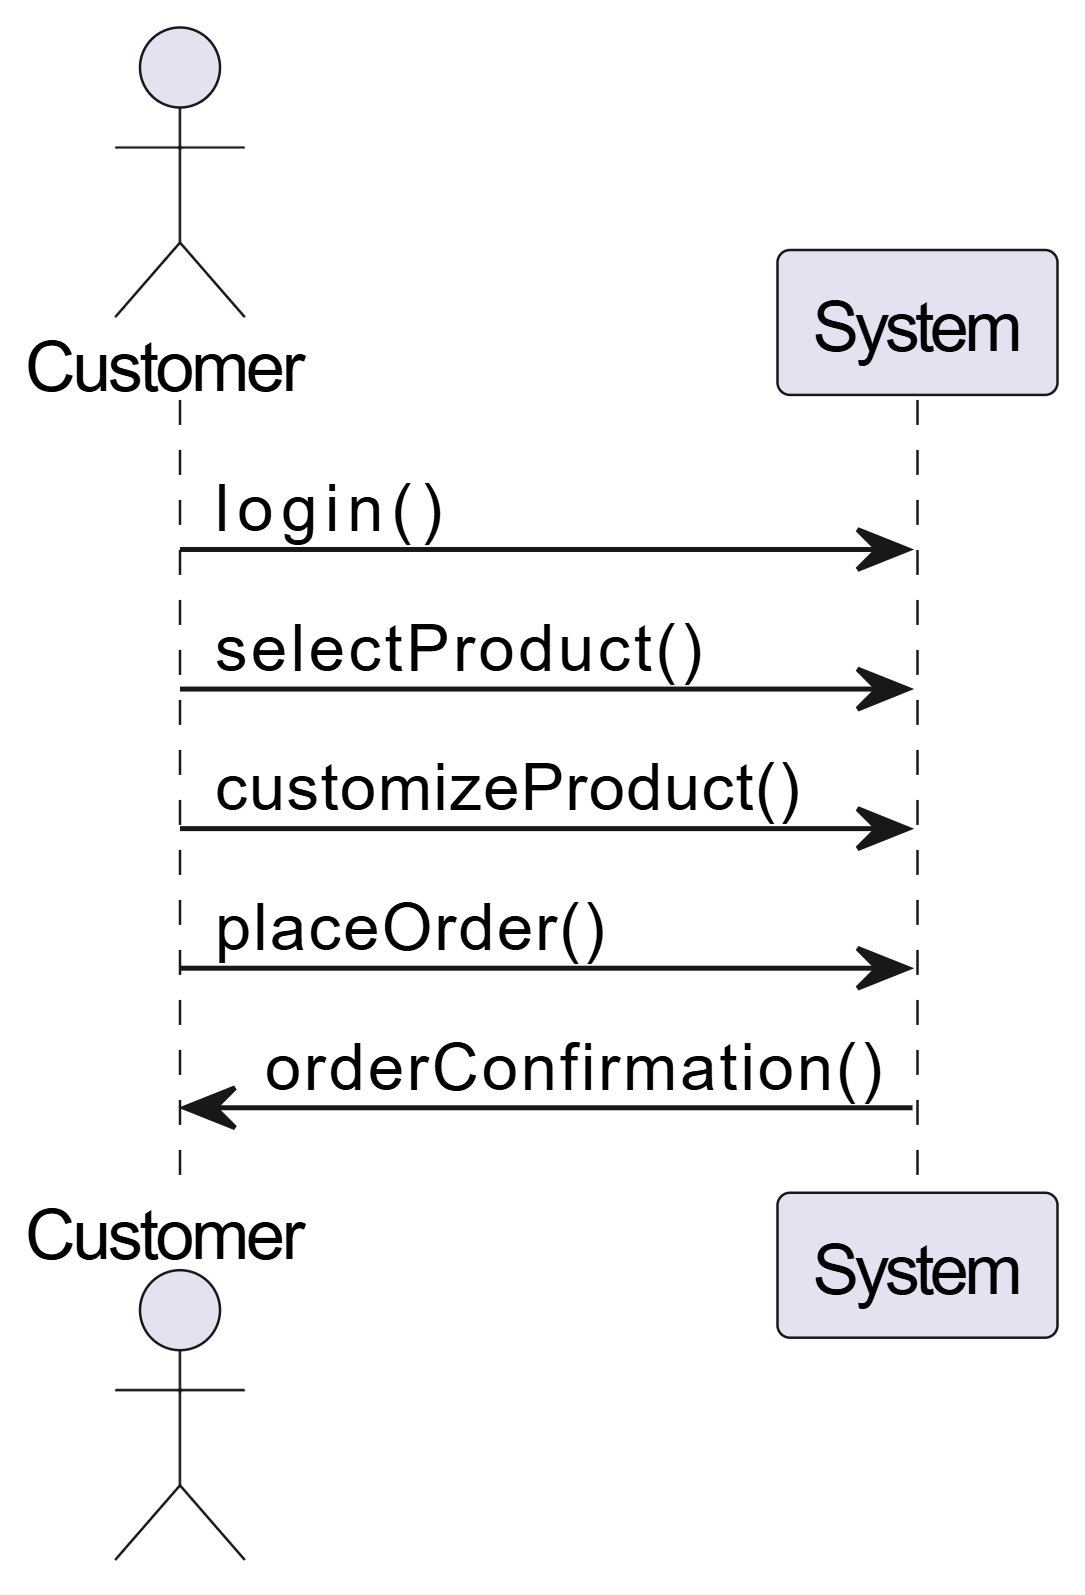 Customer
System
login()
selectProduct()
customizeProduct()
placeOrder()
orderConfirmation()
Customer
System